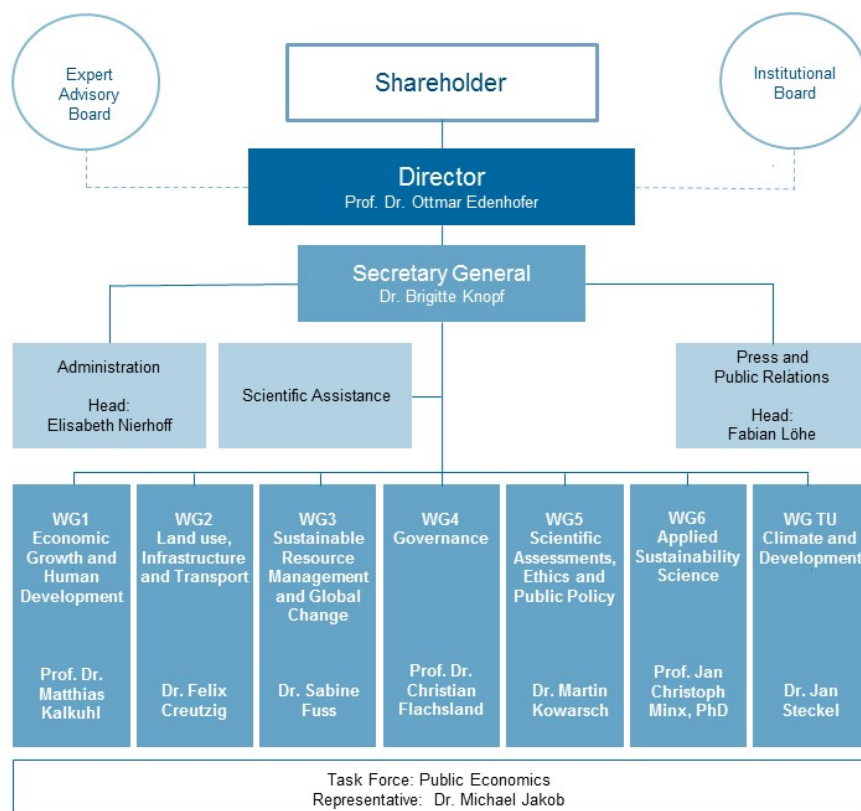 Expert
Advisory
Board
Shareholder
Institutional
Board
Director
Prof. Dr. Ottmar Edenhofer
Secretary General
Dr. Brigitte Knopf
Administration
Head:
Elisabeth Nierhoff
Scientific Assistance
Press and
Public Relations
Head:
Fabian Löhe
WG1
Economic
Growth and
Human
Development
Prof. Dr.
Matthias
Kalkuhl
WG2
Land use,
Infrastructure
and Transport
Dr. Felix
Creutzig
WG3
Sustainable
Resource
Management
and Global
Change
Dr. Sabine
Fuss
WG4
Governance
Prof. Dr.
Christian
Flachsland
WG5
Scientific
Assessments,
Ethics and
Public Policy
Dr. Martin
Kowarsch
WG6
Applied
Sustainability
Science
Prof. Jan
Christoph
Minx, PhD
WG TU
Climate and
Development
Dr. Jan
Steckel
Task Force: Public Economics
Representative: Dr. Michael Jakob